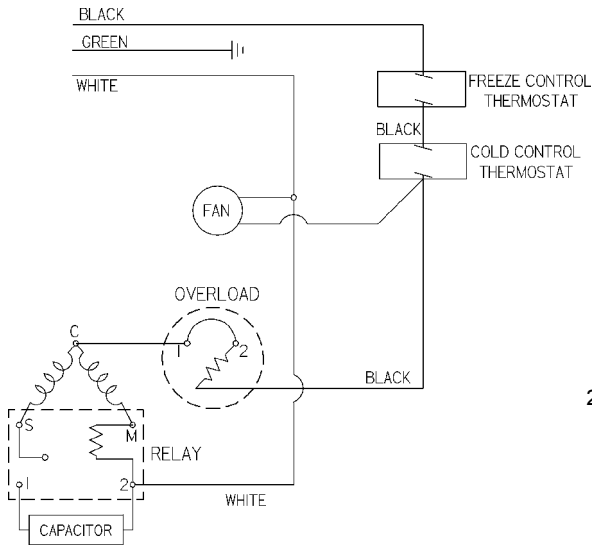 BLACK
GREEN
WHITE
FREEZE CONTROL
THERMOSTAT
BLACK
COLD CONTROL
THERMOSTAT
FAN
OVERLOAD
C
1
2
BLACK
2
S
M
RELAY
1
2
WHITE
CAPACITOR